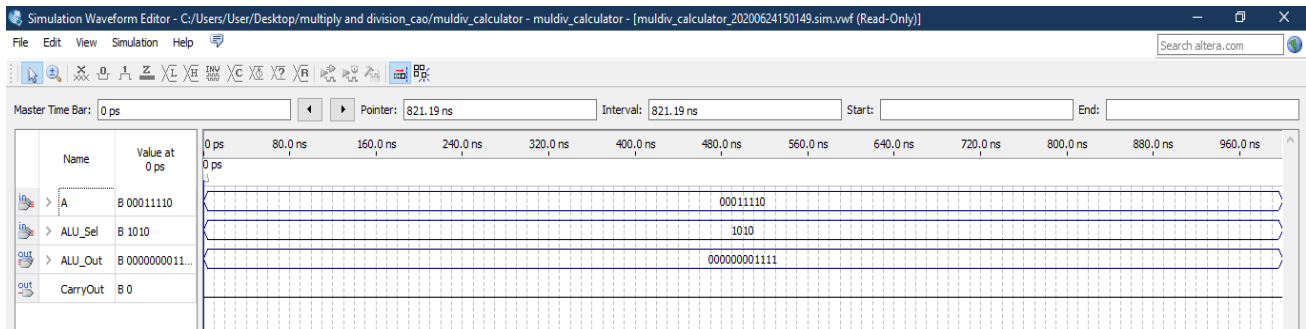 Simulation Waveform Editor - C:/Users/User/Desktop/multiply and division_cao/muldiv_calculator - muldiv_calculator - [muldiv_calculator_20200624150149.sim.vwf (Read-Only)]
File Edit View Simulation Help
Search altera.com
Master Time Bar: 0 ps Pointer: 821.19 ns Interval: 821.19 ns Start: End:
Name Value at 0 ps
0 ps 80.0 ns 160.0 ns 240.0 ns 320.0 ns 400.0 ns 480.0 ns 560.0 ns 640.0 ns 720.0 ns 800.0 ns 880.0 ns 960.0 ns
0 ps
in A B 00011110 00011110
in ALU_Sel B 1010 1010
out ALU_Out B 0000000011... 000000001111
out CarryOut B 0